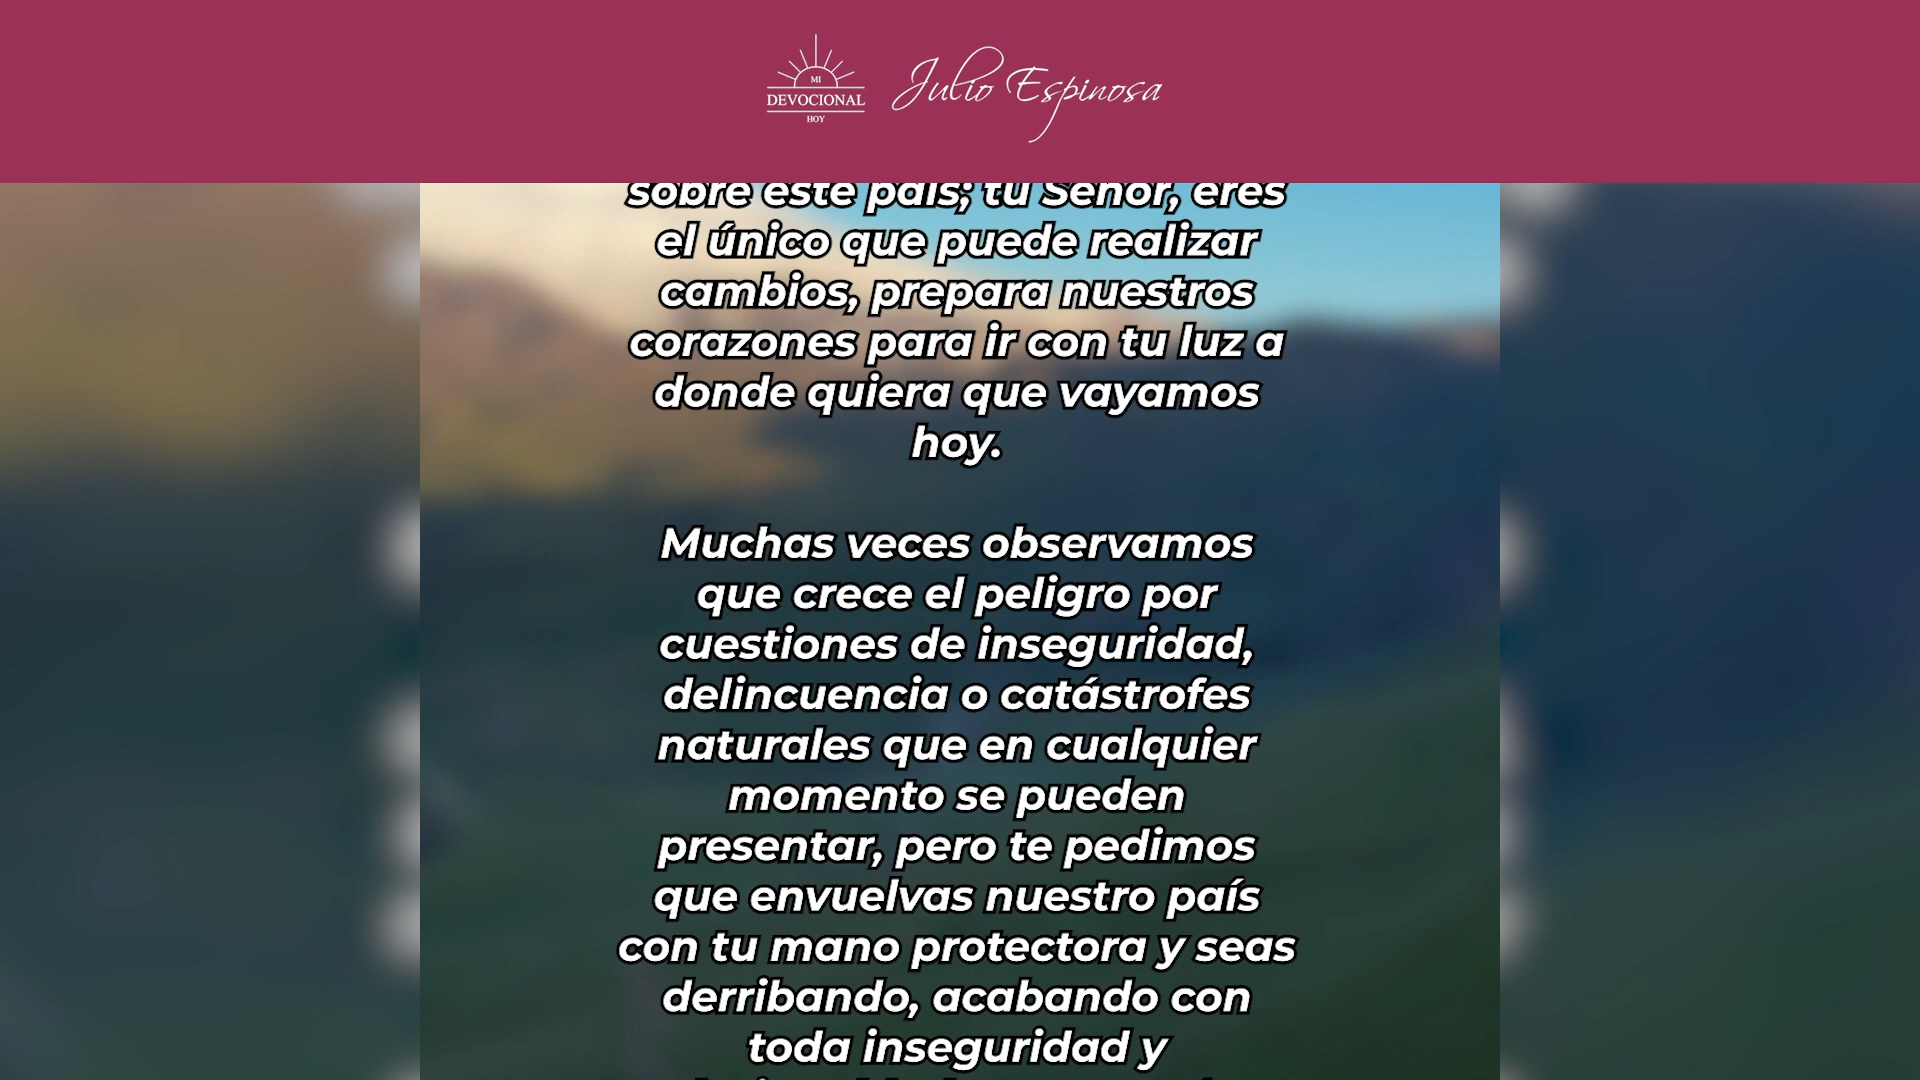 MI
DEVOCIONAL
HOY
Julio Espinosa
sobre este país; tu Señor, eres
el único que puede realizar
cambios, prepara nuestros
corazones para ir con tu luz a
donde quiera que vayamos
hoy.
Muchas veces observamos
que crece el peligro por
cuestiones de inseguridad,
delincuencia o catástrofes
naturales que en cualquier
momento se pueden
presentar, pero te pedimos
que envuelvas nuestro país
con tu mano protectora y seas
derribando, acabando con
toda inseguridad y